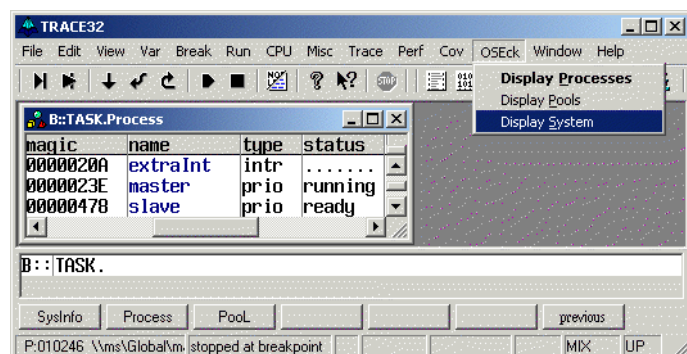 TRACE32
File Edit View Var Break Run CPU Misc Trace Perf Cov OSEck Window Help
Display Processes
Display Pools
Display System
B::TASK.Process
magic name type status
0000020A extraInt intr .......
0000023E master prio running
00000478 slave prio ready
B::TASK.
SysInfo Process PooL previous
P:010246 \\ms\Global\m. stopped at breakpoint MIX UP